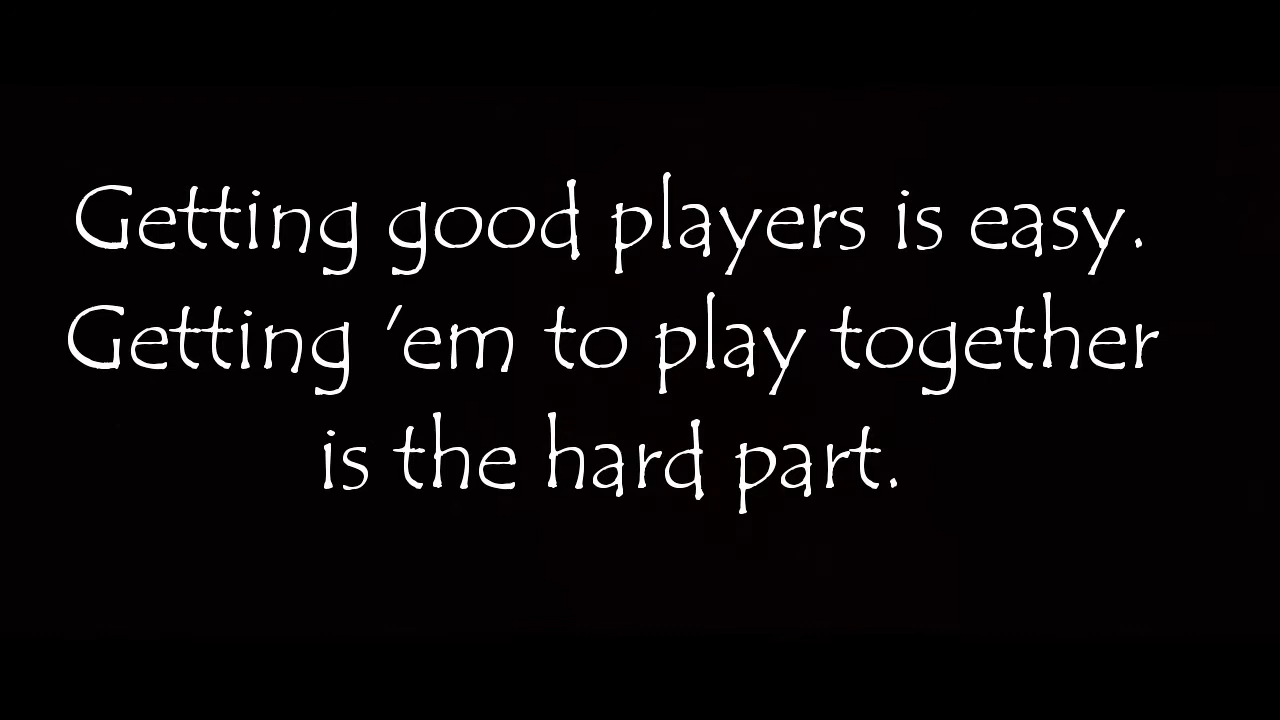 Getting good players is easy.
Getting 'em to play together
is the hard part.